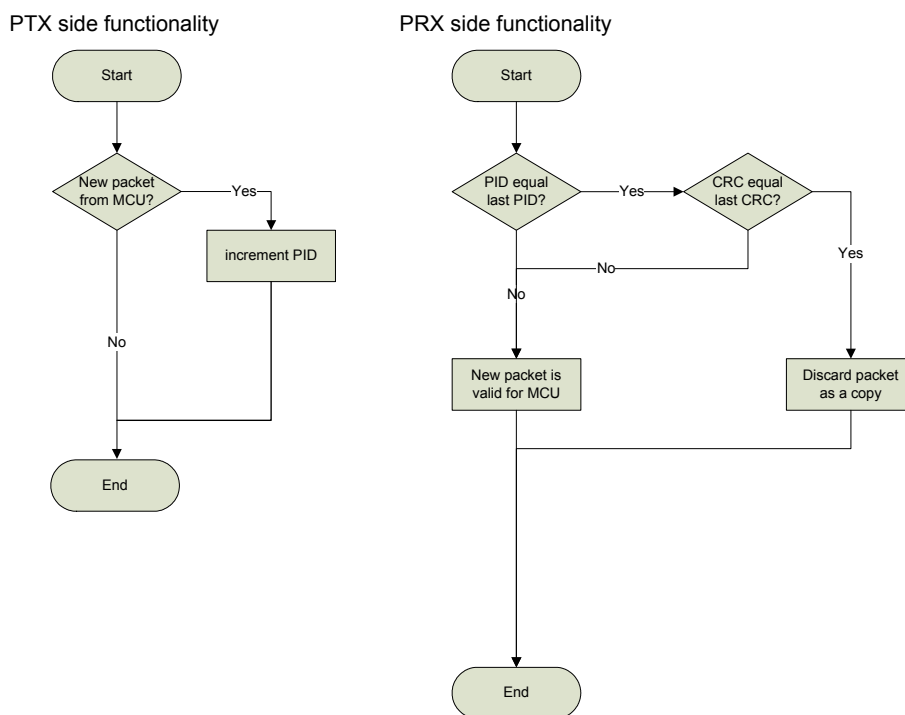 PTX side functionality
Start
New packet
from MCU?
Yes
increment PID
No
End
PRX side functionality
Start
PID equal
last PID?
Yes
CRC equal
last CRC?
No
Yes
No
New packet is
valid for MCU
Discard packet
as a copy
End